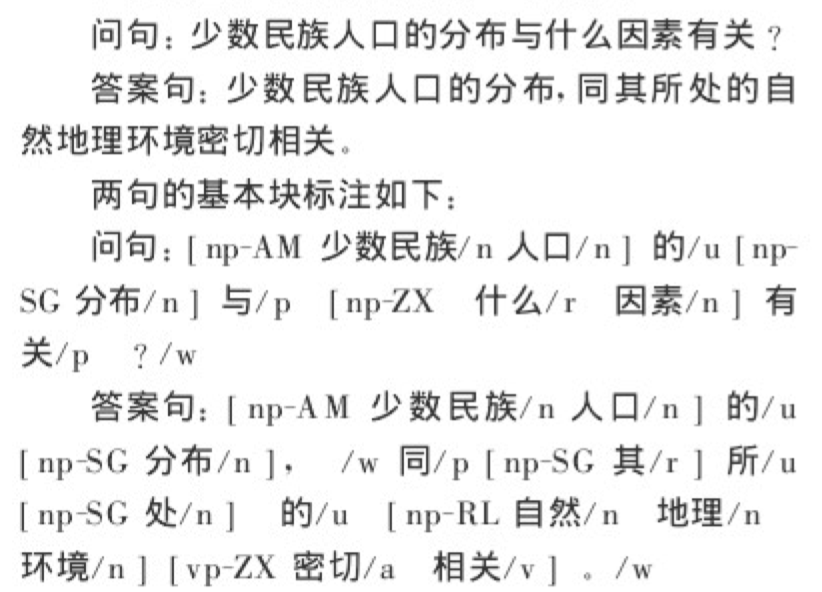 问句：少数民族人口的分布与什么因素有关？
答案句：少数民族人口的分布，同其所处的自
然地理环境密切相关。
两句的基本块标注如下：
问句：[ np-AM 少数民族/n 人口/n ] 的/u [ np-
SG 分布/n ] 与/p [ np-ZX 什么/r 因素/n ] 有
关/p ？/w
答案句：[ np-AM 少数民族/n 人口/n ] 的/u
[ np-SG 分布/n ]， /w 同/p [ np-SG 其/r ] 所/u
[ np-SG 处/n ] 的/u [ np-RL 自然/n 地理/n
环境/n ] [ vp-ZX 密切/a 相关/v ] 。/w